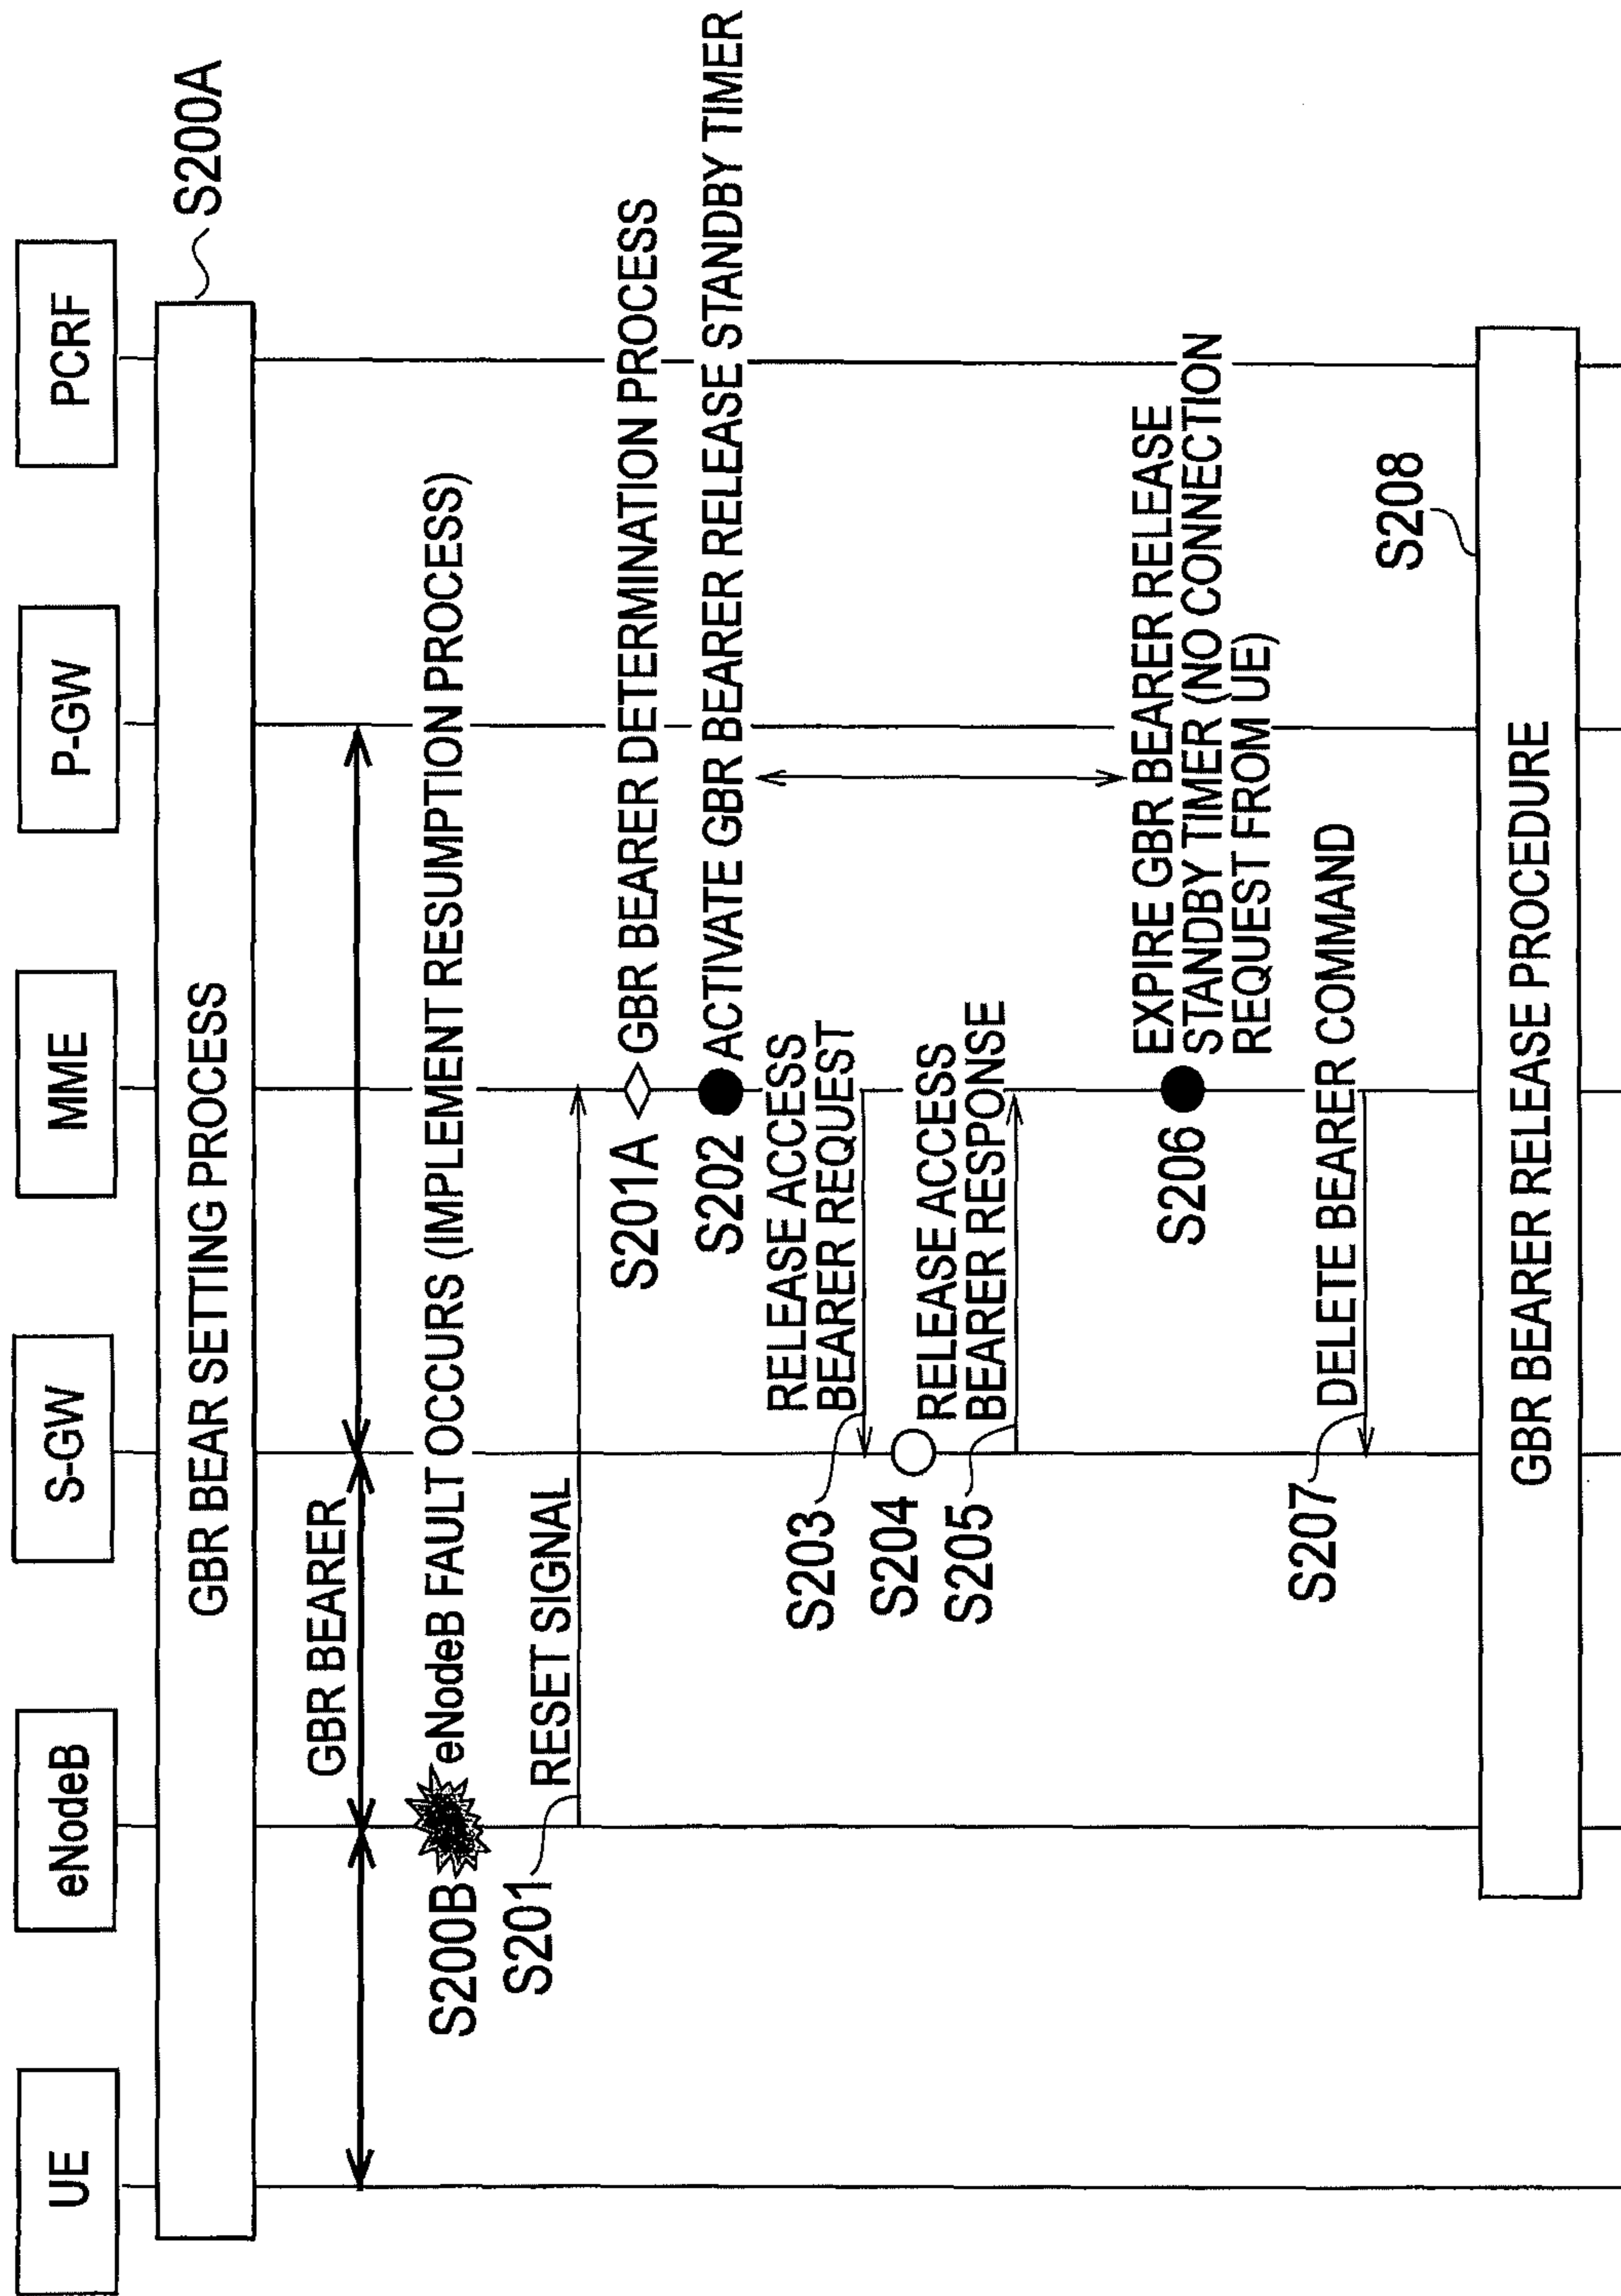 UE
eNodeB
S-GW
MME
P-GW
PCRF
GBR BEAR SETTING PROCESS
S200A
GBR BEARER
S200B
eNodeB FAULT OCCURS (IMPLEMENT RESUMPTION PROCESS)
S201
RESET SIGNAL
S201A
GBR BEARER DETERMINATION PROCESS
S202
ACTIVATE GBR BEARER RELEASE STANDBY TIMER
RELEASE ACCESS
BEARER REQUEST
S203
S204
RELEASE ACCESS
BEARER RESPONSE
S205
EXPIRE GBR BEARER RELEASE
STANDBY TIMER (NO CONNECTION
REQUEST FROM UE)
S206
DELETE BEARER COMMAND
S207
S208
GBR BEARER RELEASE PROCEDURE